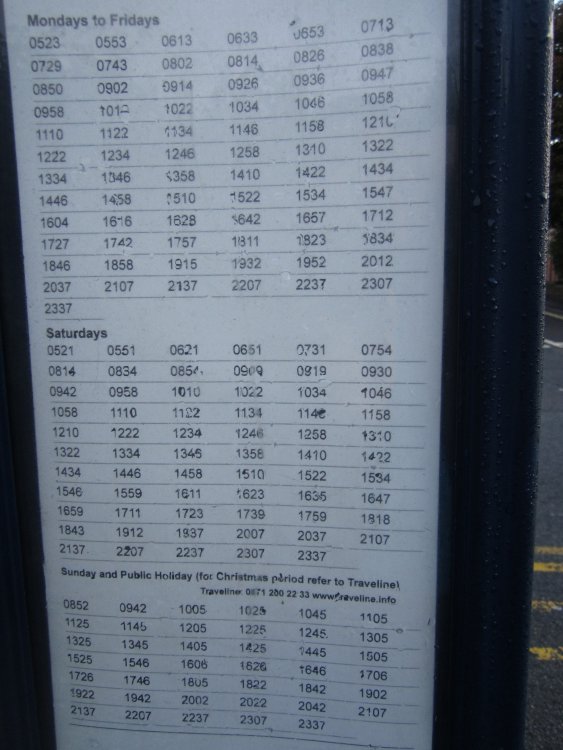 Mondays to Fridays
0523 0553 0613 0633 0653 0713
0729 0743 0802 0814 0826 0838
0850 0902 0914 0926 0936 0947
0958 1012 1022 1034 1046 1058
1110 1122 1134 1146 1158 1210
1222 1234 1246 1258 1310 1322
1334 1346 1358 1410 1422 1434
1446 1458 1510 1522 1534 1547
1604 1616 1628 1642 1657 1712
1727 1742 1757 1811 1823 1834
1846 1858 1915 1932 1952 2012
2037 2107 2137 2207 2237 2307
2337
Saturdays
0521 0551 0621 0651 0731 0754
0814 0834 0854 0909 0919 0930
0942 0958 1010 1022 1034 1046
1058 1110 1122 1134 1146 1158
1210 1222 1234 1246 1258 1310
1322 1334 1346 1358 1410 1422
1434 1446 1458 1510 1522 1534
1546 1559 1611 1623 1635 1647
1659 1711 1723 1739 1759 1818
1843 1912 1937 2007 2037 2107
2137 2207 2237 2307 2337
Sunday and Public Holiday (for Christmas period refer to Traveline)
Traveline: 0871 200 22 33 www.traveline.info
0852 0942 1005 1025 1045 1105
1125 1145 1205 1225 1245 1305
1325 1345 1405 1425 1445 1505
1525 1546 1606 1626 1646 1706
1726 1746 1805 1822 1842 1902
1922 1942 2002 2022 2042 2107
2137 2207 2237 2307 2337